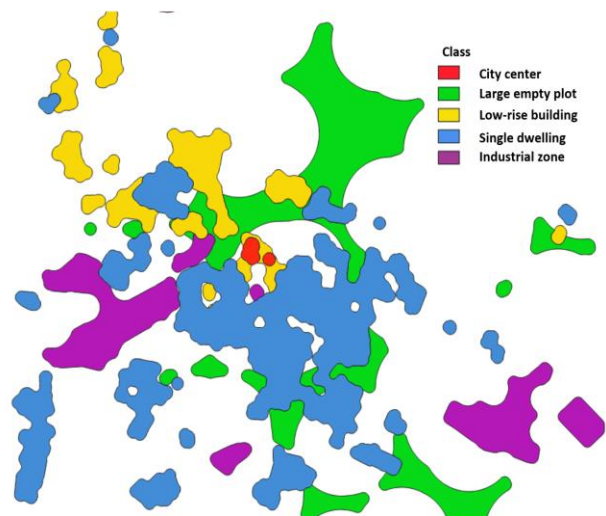 Class
City center
Large empty plot
Low-rise building
Single dwelling
Industrial zone